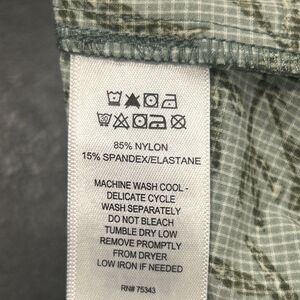 85% NYLON
15% SPANDEX/ELASTANE
MACHINE WASH COOL -
DELICATE CYCLE
WASH SEPARATELY
DO NOT BLEACH
TUMBLE DRY LOW
REMOVE PROMPTLY
FROM DRYER
LOW IRON IF NEEDED
RN# 75343